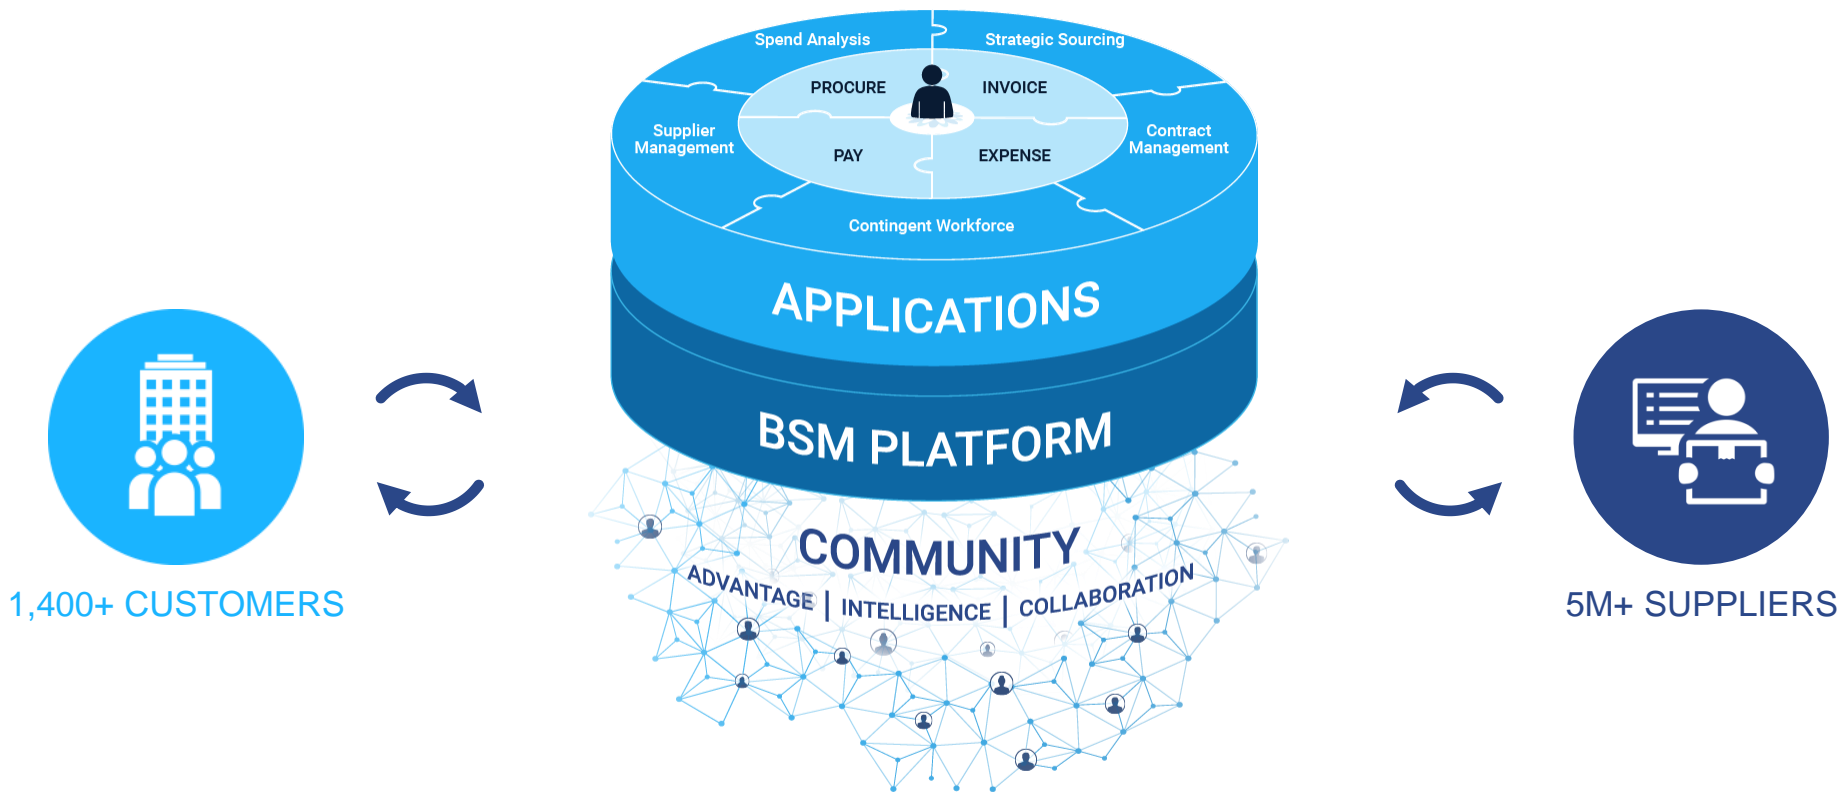 Spend Analysis
Strategic Sourcing
PROCURE
INVOICE
Supplier
Management
Contract
Management
PAY
EXPENSE
Contingent Workforce
APPLICATIONS
BSM PLATFORM
COMMUNITY
ADVANTAGE | INTELLIGENCE | COLLABORATION
1,400+ CUSTOMERS
5M+ SUPPLIERS